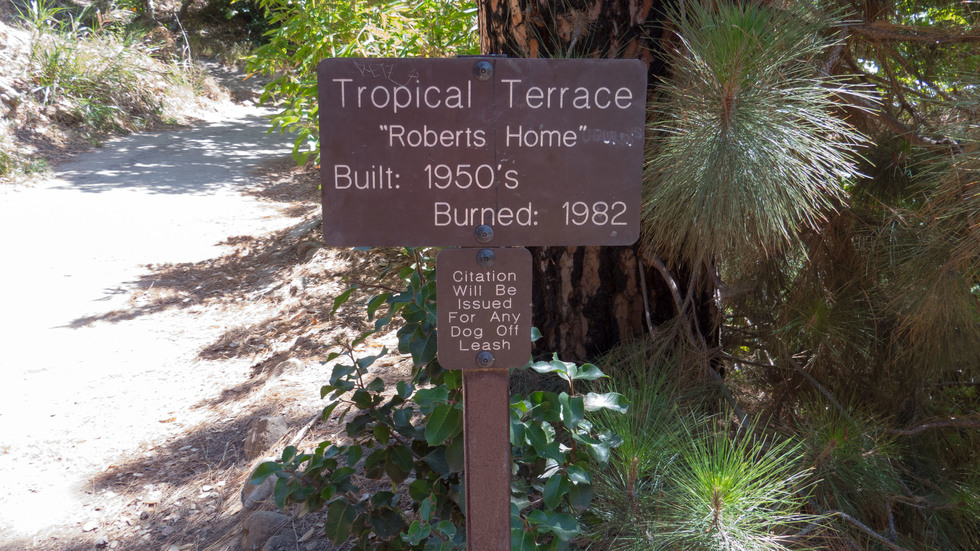 Tropical Terrace
"Roberts Home"
Built: 1950's
Burned: 1982
Citation
Will Be
Issued
For Any
Dog Off
Leash